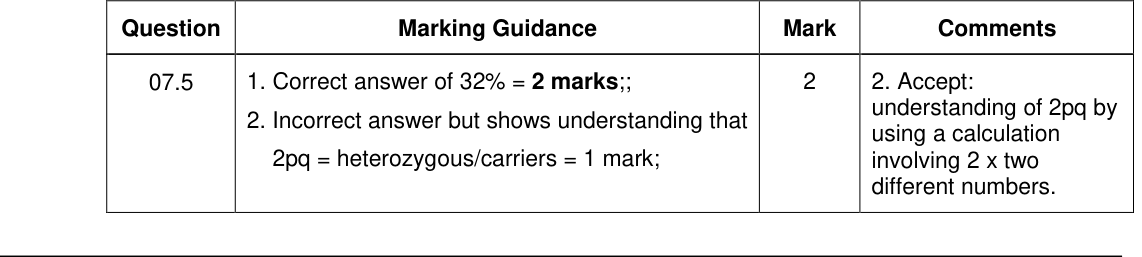 Question Marking Guidance Mark Comments
07.5 1. Correct answer of 32% = 2 marks;; 2 2. Accept:
understanding of 2pq by
2. Incorrect answer but shows understanding that
using a calculation
2pq = heterozygous/carriers = 1 mark;
involving 2 x two
different numbers.